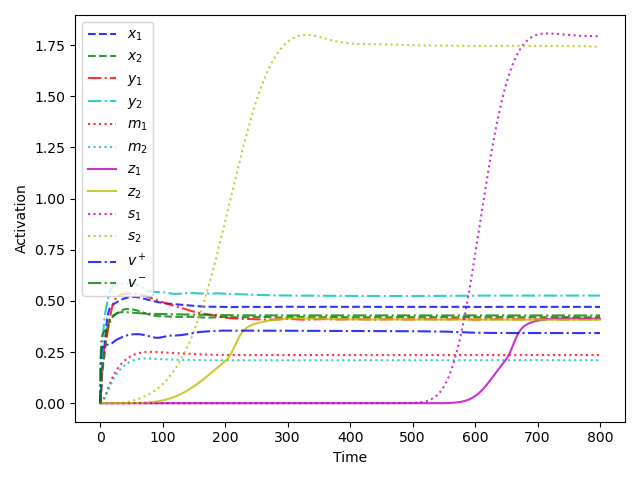 1.75
1.50
1.25
1.00
0.75
0.50
0.25
0.00
Activation
x₁
x₂
y₁
y₂
m₁
m₂
z₁
z₂
s₁
s₂
v⁺
v⁻
0 100 200 300 400 500 600 700 800
Time